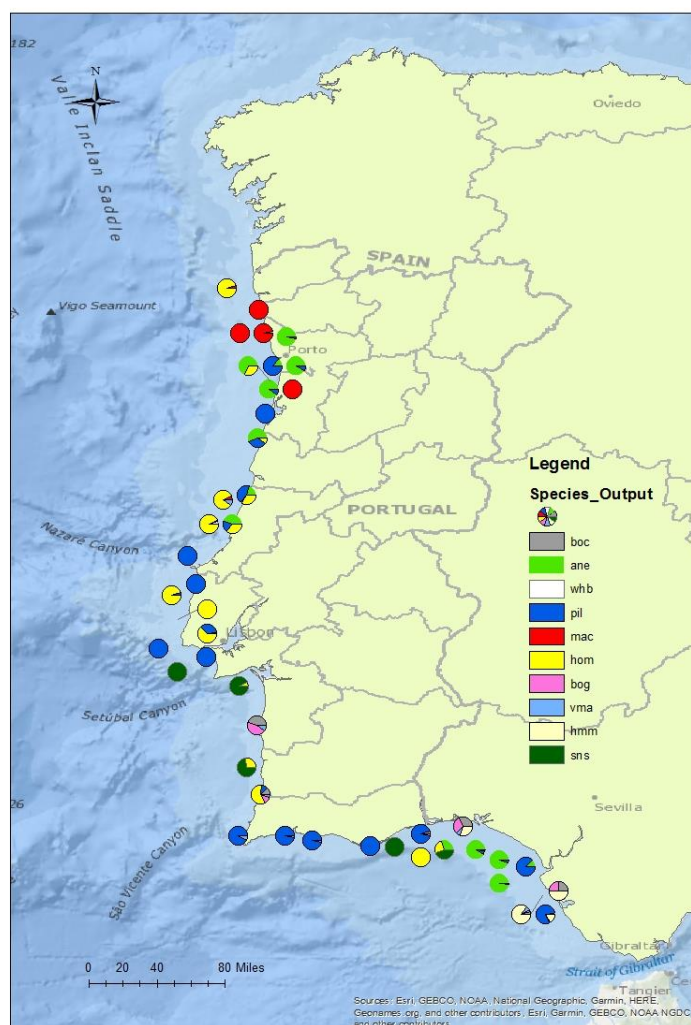 182
N
Valle Inclan Saddle
Oviedo
SPAIN
Vigo Seamount
Porto
Legend
Species_Output
PORTUGAL
boc
ane
whb
pil
mac
hom
bog
vma
hmm
sns
Nazaré Canyon
Lisbon
Setúbal Canyon
26
Sevilla
São Vicente Canyon
Gibraltar
Strait of Gibraltar
Tangier
0 20 40 80 Miles
Sources: Esri, GEBCO, NOAA, National Geographic, Garmin, HERE,
Geonames.org, and other contributors, Esri, Garmin, GEBCO, NOAA NGDC
and other contributors